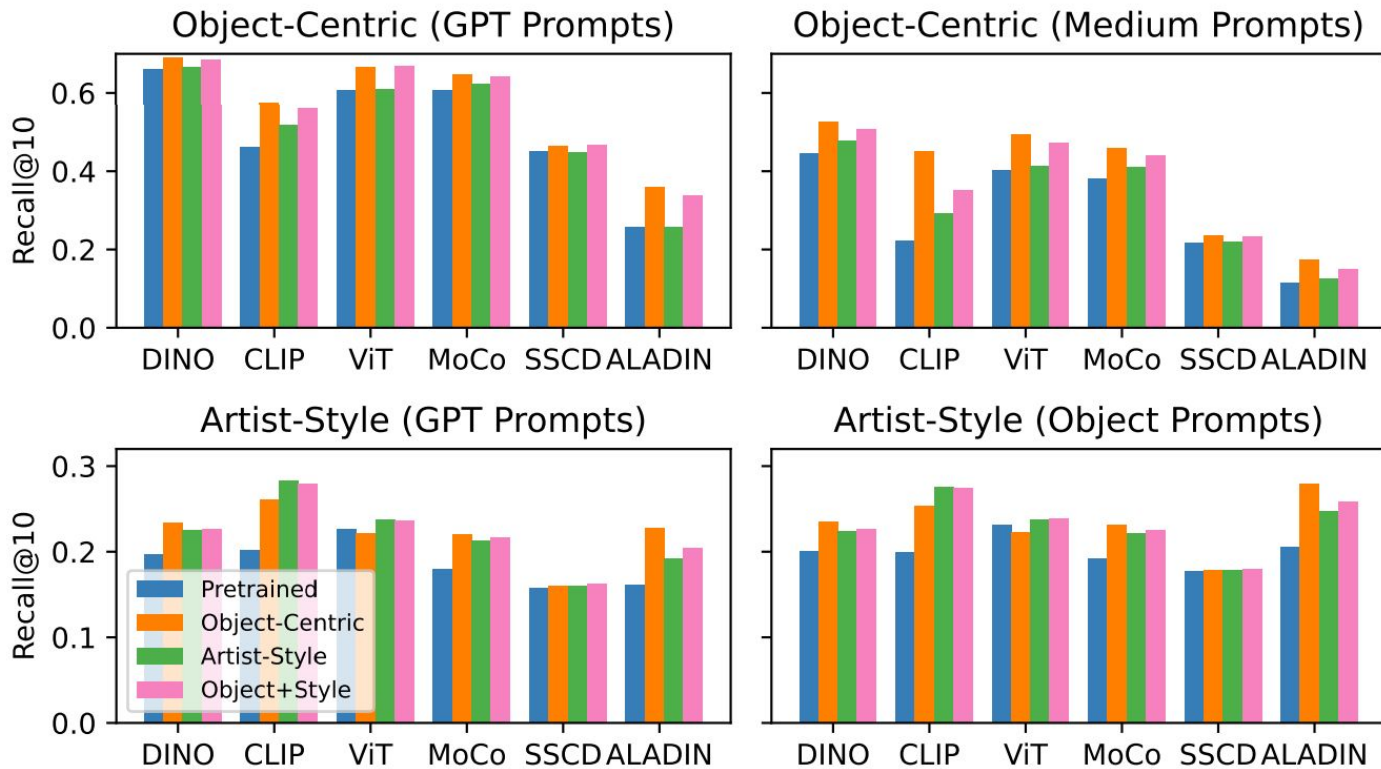 Object-Centric (GPT Prompts)
Object-Centric (Medium Prompts)
Recall@10
0.6
0.4
0.2
0.0
DINO CLIP ViT MoCo SSCD ALADIN
DINO CLIP ViT MoCo SSCD ALADIN
Artist-Style (GPT Prompts)
Artist-Style (Object Prompts)
Recall@10
0.3
0.2
0.1
0.0
Pretrained
Object-Centric
Artist-Style
Object+Style
DINO CLIP ViT MoCo SSCD ALADIN
DINO CLIP ViT MoCo SSCD ALADIN